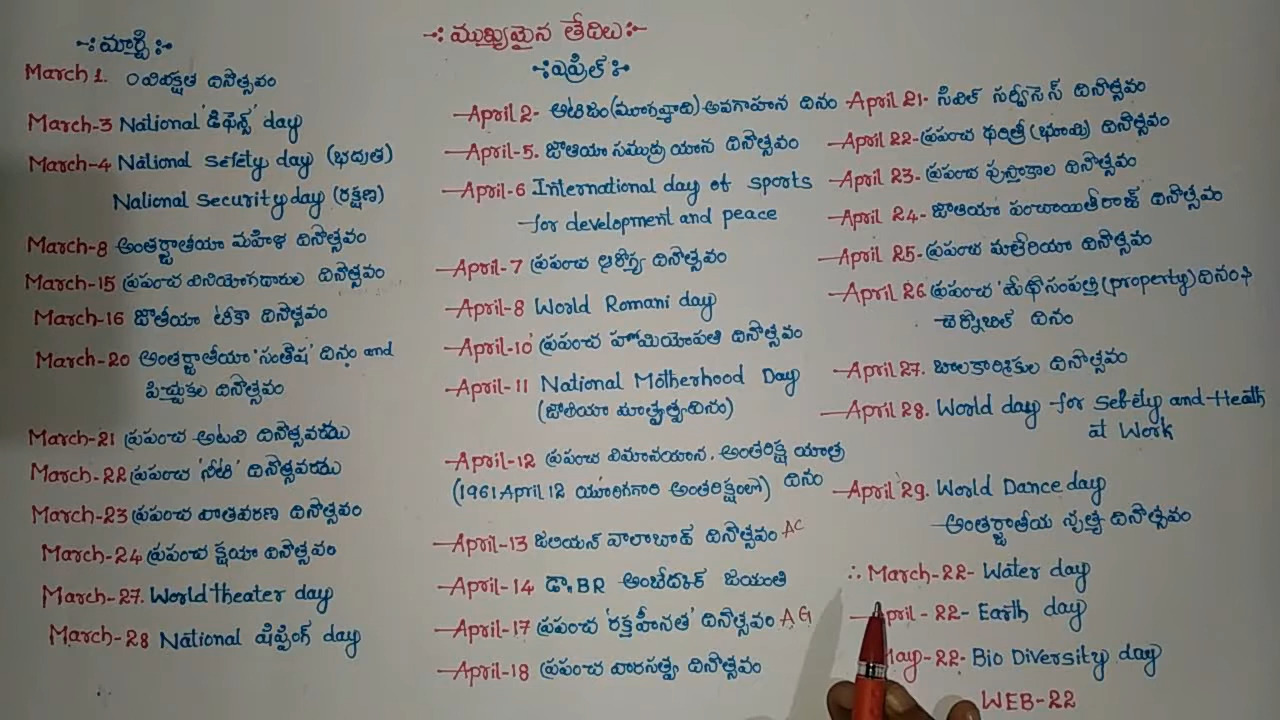 -:ముఖ్యమైన తేదిలు:-
-:మార్చి:-
March 1. 0 వివక్షత దినోత్సవం
March-3 National 'డిఫెన్స్' day
March-4 National Sefety day (భద్రత)
National Security day (రక్షణ)
March-8 అంతర్జాతీయా మహిళ దినోత్సవం
March-15 ప్రపంచ వినియోగదారుల దినోత్సవం
March-16 జాతీయా టీకా దినోత్సవం
March-20 అంతర్జాతీయా 'సంతోష' దినం and
పిచ్చుకల దినోత్సవం
March-21 ప్రపంచ అటవి దినోత్సవము
March-22 ప్రపంచ 'నీటి' దినోత్సవము
March-23 ప్రపంచ వాతవరణ దినోత్సవం
March-24 ప్రపంచ క్షయా దినోత్సవం
March-27. World theater day
March-28 National షిప్పింగ్ day
-:ఏప్రిల్:-
April 2- ఆటిజం (మూగవ్యాది) అవగాహన దినం
April-5. జాతియా సముద్రయాన దినోత్సవం
April-6 International day of sports
for development and peace
April-7 ప్రపంచ ఆరోగ్య దినోత్సవం
April-8 World Romani day
April-10 ప్రపంచ హోమియోపతి దినోత్సవం
April-11 National Motherhood Day
(జాతియా మాతృత్వదినం)
April-12 ప్రపంచ విమానయాన. అంతరిక్ష యాత్ర
(1961 April 12 యూరిగగారి అంతరిక్షంలో) దినం
April-13 జలియన్ వాలాబాద్ దినోత్సవం AC
April-14 డా.BR అంబేదకర్ జయంతి
April-17 ప్రపంచ 'రక్తహీనత' దినోత్సవం AG
April-18 ప్రపంచ వారసత్వ దినోత్సవం
April 21. సివిల్ సర్వీసెస్ దినోత్సవం
April 22- ప్రపంచ ధరిత్రీ (భూమి) దినోత్సవం
April 23. ప్రపంచ పుస్తాకాల దినోత్సవం
April 24- జాతియా పంచాయితీరాజ్ దినోత్సవం
April 25- ప్రపంచ మలేరియా దినోత్సవం
April 26 ప్రపంచ 'మేధోసంపత్తి (property) దినం &
చెర్నోబిల్ దినం
April 27. బాలకార్మికుల దినోత్సవం
April 28. World day for Sefety and Heath
at Work
April 29. World Dance day
అంతర్జాతీయ నృత్య దినోత్సవం
∴ March-22- Water day
April - 22- Earth day
May-22- Bio Diversity day
WEB-22